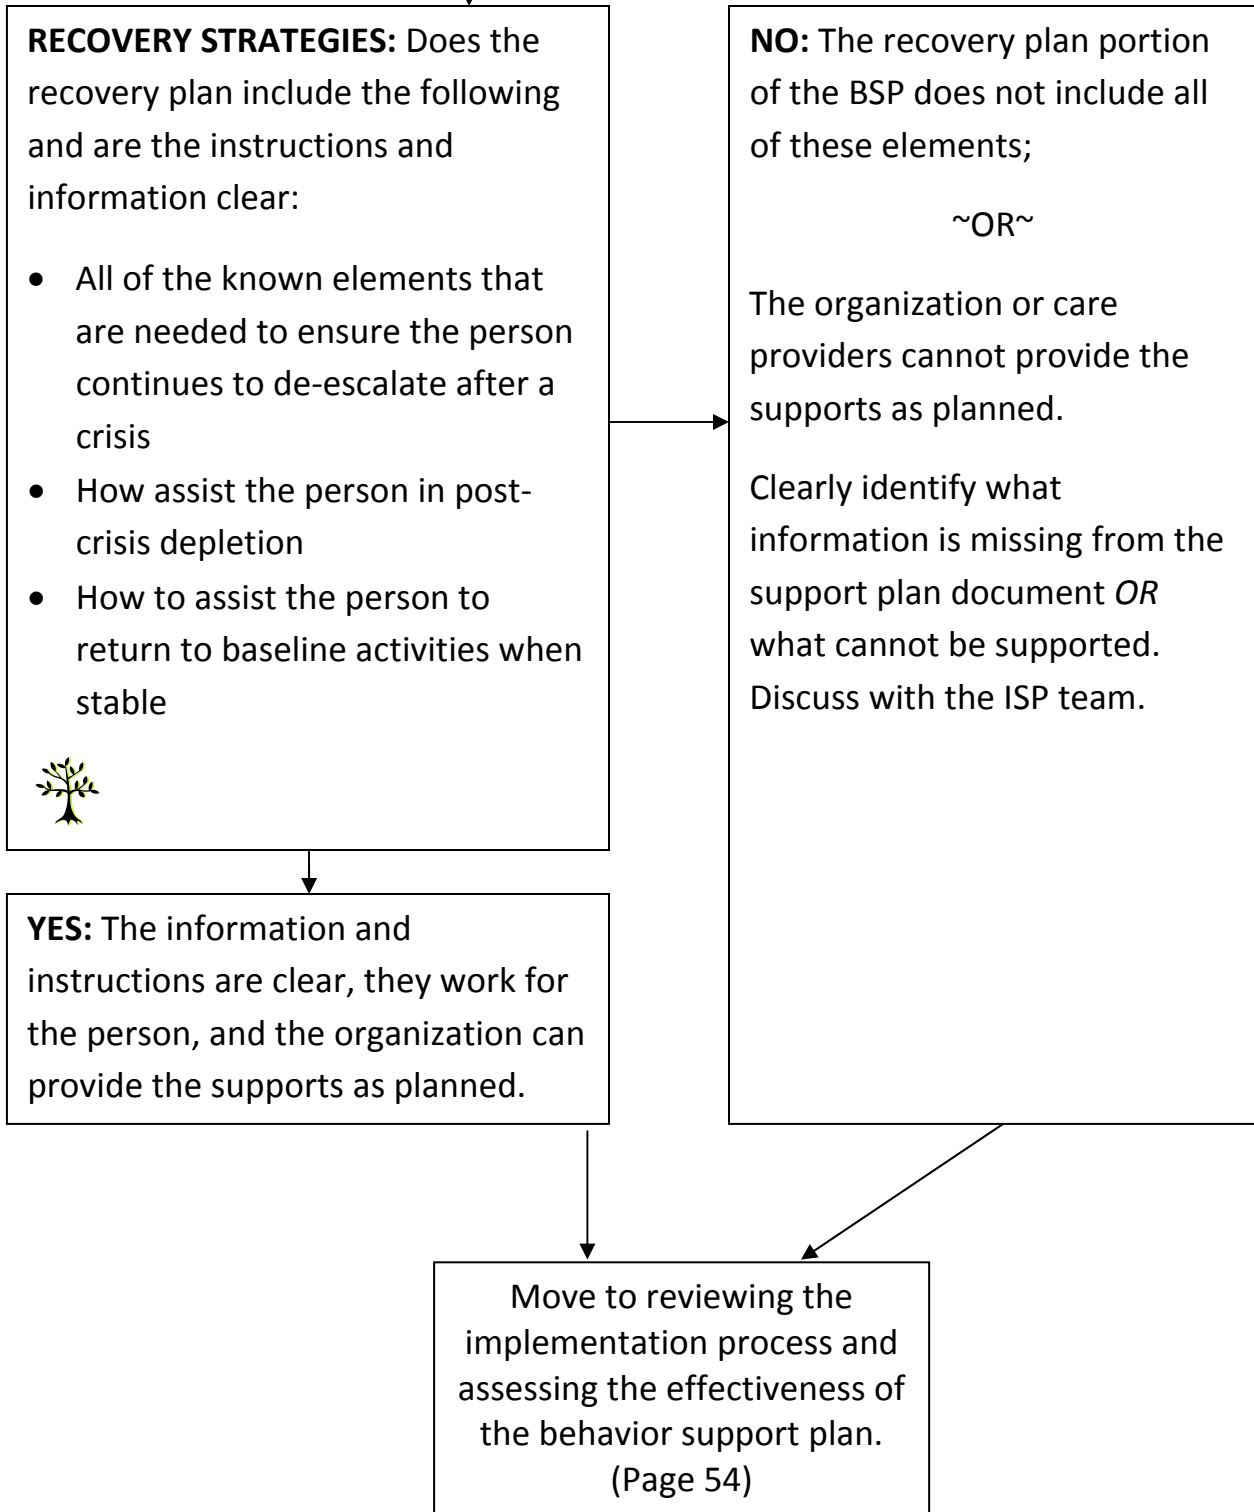 RECOVERY STRATEGIES: Does the
recovery plan include the following
and are the instructions and
information clear:
• All of the known elements that
are needed to ensure the person
continues to de-escalate after a
crisis
• How assist the person in post-
crisis depletion
• How to assist the person to
return to baseline activities when
stable
NO: The recovery plan portion
of the BSP does not include all
of these elements;
~OR~
The organization or care
providers cannot provide the
supports as planned.
Clearly identify what
information is missing from the
support plan document OR
what cannot be supported.
Discuss with the ISP team.
YES: The information and
instructions are clear, they work for
the person, and the organization can
provide the supports as planned.
Move to reviewing the
implementation process and
assessing the effectiveness of
the behavior support plan.
(Page 54)